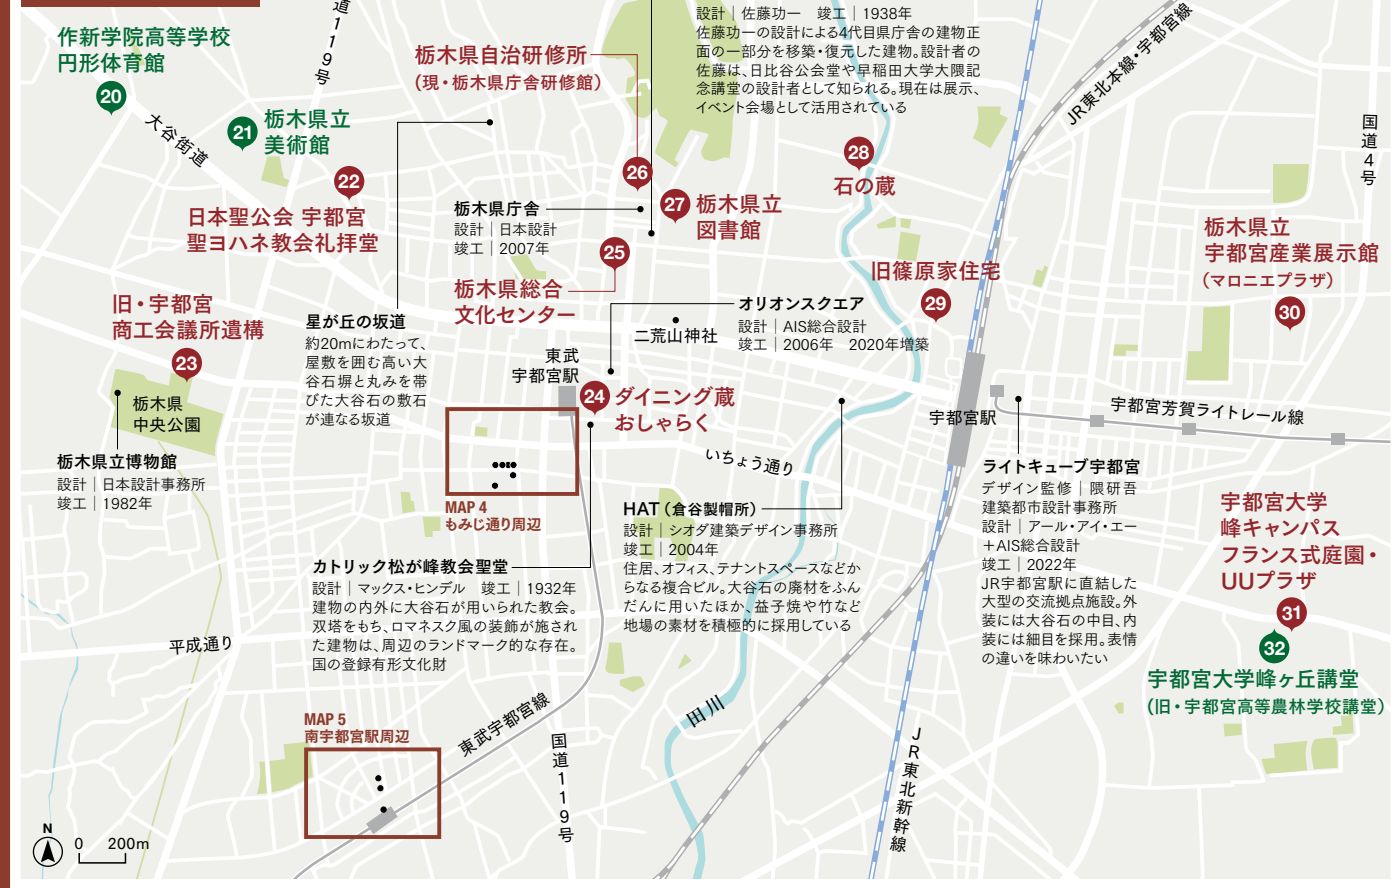 設計｜佐藤功一　竣工｜1938年
佐藤功一の設計による4代目県庁舎の建物正
面の一部分を移築・復元した建物。設計者の
佐藤は、日比谷公会堂や早稲田大学大隈記
念講堂の設計者として知られる。現在は展示、
イベント会場として活用されている
道119号
作新学院高等学校
円形体育館
20
大谷街道
21
栃木県立
美術館
22
日本聖公会 宇都宮
聖ヨハネ教会礼拝堂
栃木県自治研修所
（現・栃木県庁舎研修館）
26
27
栃木県立
図書館
栃木県庁舎
設計｜日本設計
竣工｜2007年
25
栃木県総合
文化センター
28
石の蔵
JR東北本線・宇都宮線
国道4号
栃木県立
宇都宮産業展示館
（マロニエプラザ）
30
旧篠原家住宅
29
旧・宇都宮
商工会議所遺構
23
栃木県
中央公園
栃木県立博物館
設計｜日本設計事務所
竣工｜1982年
星が丘の坂道
約20mにわたって、
屋敷を囲む高い大
谷石塀と丸みを帯
びた大谷石の敷石
が連なる坂道
オリオンスクエア
設計｜AIS総合設計
竣工｜2006年　2020年増築
二荒山神社
東武
宇都宮駅
24
ダイニング蔵
おしゃらく
宇都宮駅
宇都宮芳賀ライトレール線
いちょう通り
MAP 4
もみじ通り周辺
HAT（倉谷製帽所）
設計｜シオダ建築デザイン事務所
竣工｜2004年
住居、オフィス、テナントスペースなどか
らなる複合ビル。大谷石の廃材をふん
だんに用いたほか、益子焼や竹など
地場の素材を積極的に採用している
ライトキューブ宇都宮
デザイン監修｜隈研吾
建築都市設計事務所
設計｜アール・アイ・エー
＋AIS総合設計
竣工｜2022年
JR宇都宮駅に直結した
大型の交流拠点施設。外
装には大谷石の中目、内
装には細目を採用。表情
の違いを味わいたい
宇都宮大学
峰キャンパス
フランス式庭園・
UUプラザ
31
32
宇都宮大学峰ヶ丘講堂
（旧・宇都宮高等農林学校講堂）
カトリック松が峰教会聖堂
設計｜マックス・ヒンデル　竣工｜1932年
建物の内外に大谷石が用いられた教会。
双塔をもち、ロマネスク風の装飾が施され
た建物は、周辺のランドマーク的な存在。
国の登録有形文化財
平成通り
MAP 5
南宇都宮駅周辺
東武宇都宮線
国道119号
田川
JR東北新幹線
N
0 200m